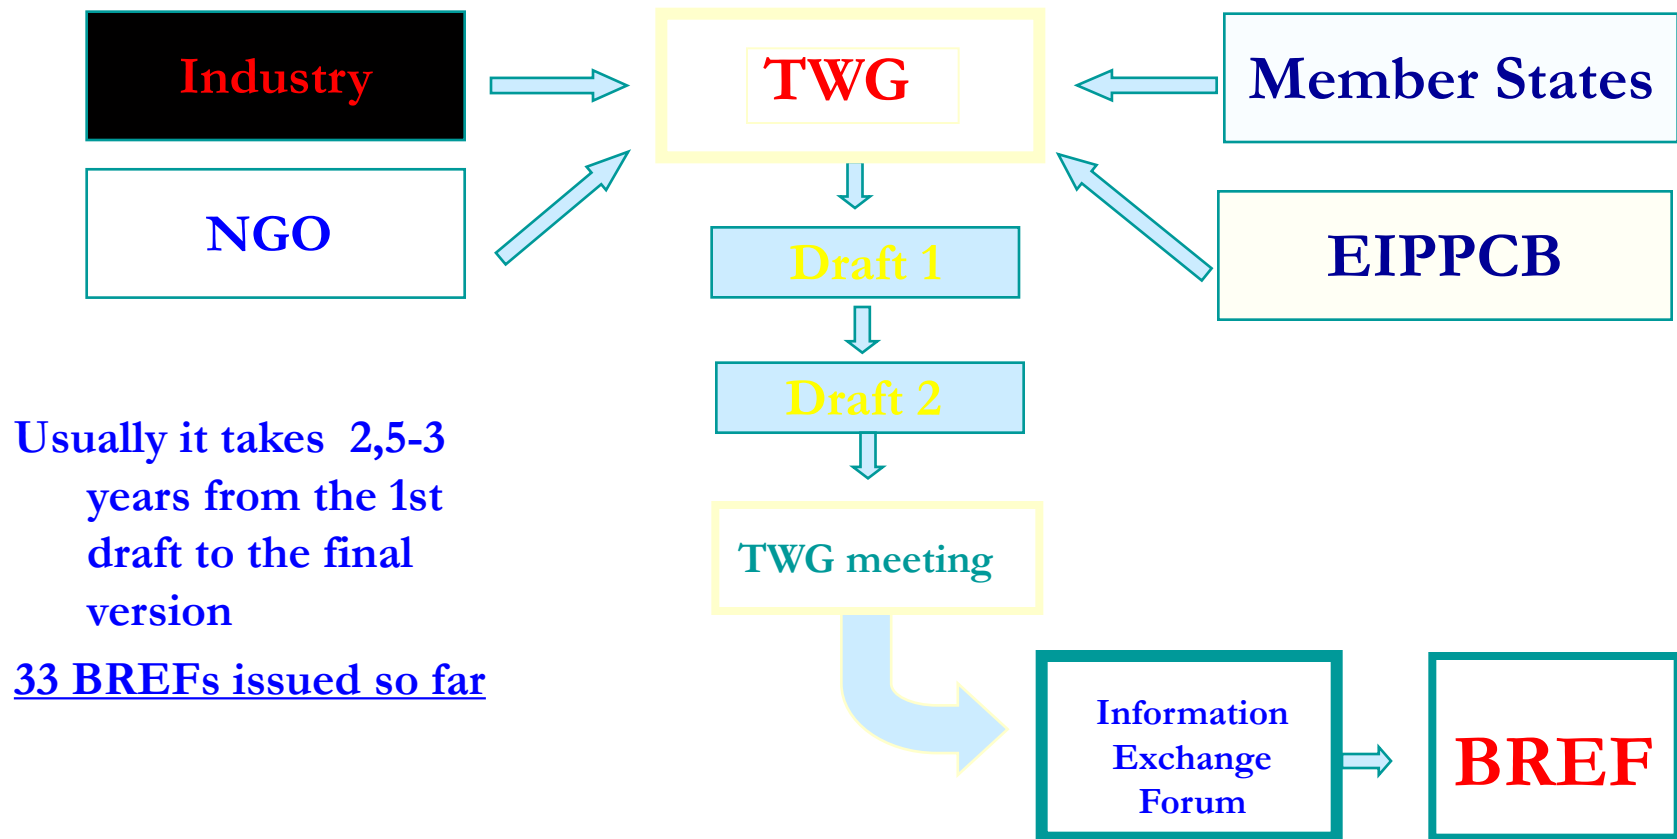 Industry
TWG
Member States
NGO
EIPPCB
Draft 1
Draft 2
Usually it takes 2,5-3
years from the 1st
draft to the final
version
33 BREFs issued so far
TWG meeting
Information
Exchange
Forum
BREF